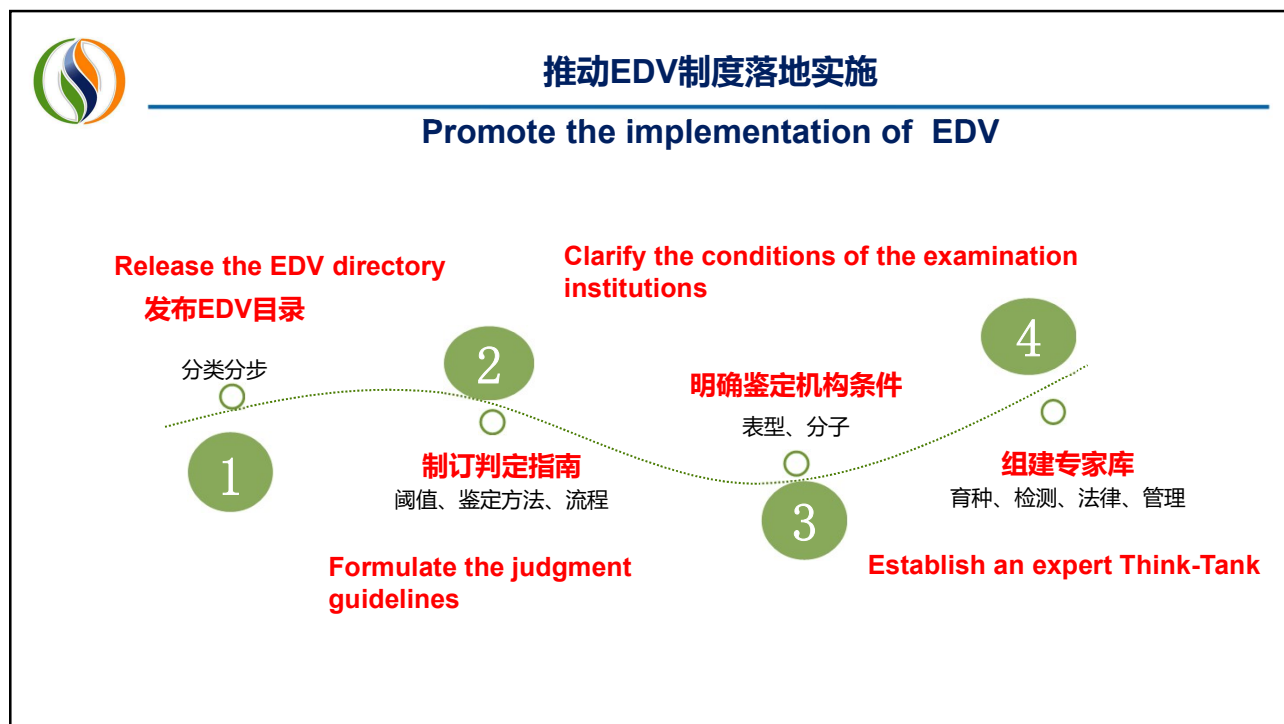 推动EDV制度落地实施
Promote the implementation of EDV
Release the EDV directory
发布EDV目录
分类分步
1
2
制订判定指南
阈值、鉴定方法、流程
Formulate the judgment
guidelines
Clarify the conditions of the examination
institutions
明确鉴定机构条件
表型、分子
3
4
组建专家库
育种、检测、法律、管理
Establish an expert Think-Tank